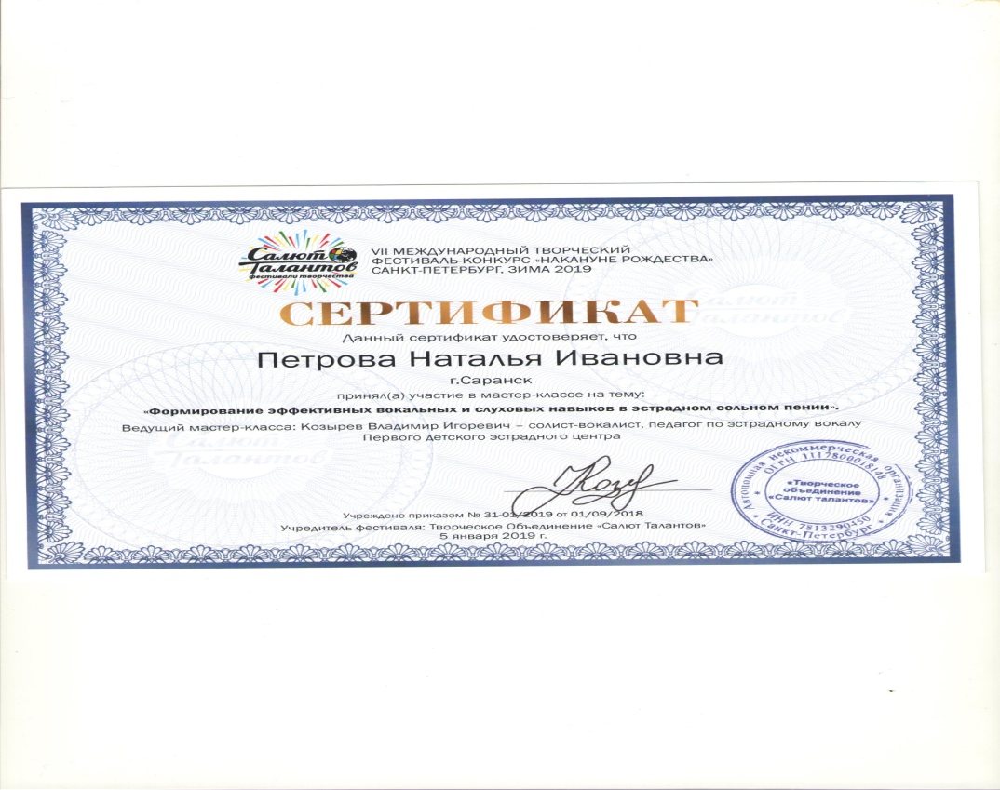 Салют
Талантов
фестивали творчества
VII МЕЖДУНАРОДНЫЙ ТВОРЧЕСКИЙ
ФЕСТИВАЛЬ-КОНКУРС «НАКАНУНЕ РОЖДЕСТВА»
САНКТ-ПЕТЕРБУРГ, ЗИМА 2019
СЕРТИФИКАТ
Данный сертификат удостоверяет, что
Петрова Наталья Ивановна
г.Саранск
принял(а) участие в мастер-классе на тему:
«Формирование эффективных вокальных и слуховых навыков в эстрадном сольном пении».
Ведущий мастер-класса: Козырев Владимир Игоревич – солист-вокалист, педагог по эстрадному вокалу
Первого детского эстрадного центра
Учреждено приказом № 31-01/2019 от 01/09/2018
Учредитель фестиваля: Творческое Объединение «Салют Талантов»
5 января 2019 г.
Автономная некоммерческая организация
ОГРН 1117800018148
«Творческое
объединение
«Салют талантов»
ИНН 7813290450
Санкт-Петербург
Салют
Талантов
Салют
Талантов